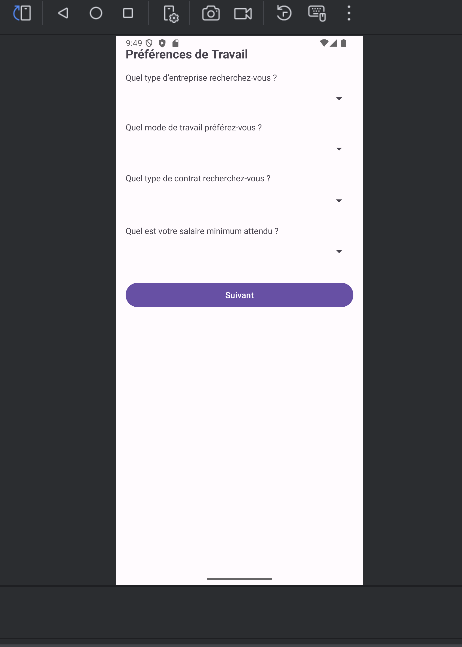 9:49
Préférences de Travail
Quel type d'entreprise recherchez-vous ?
Quel mode de travail préférez-vous ?
Quel type de contrat recherchez-vous ?
Quel est votre salaire minimum attendu ?
Suivant